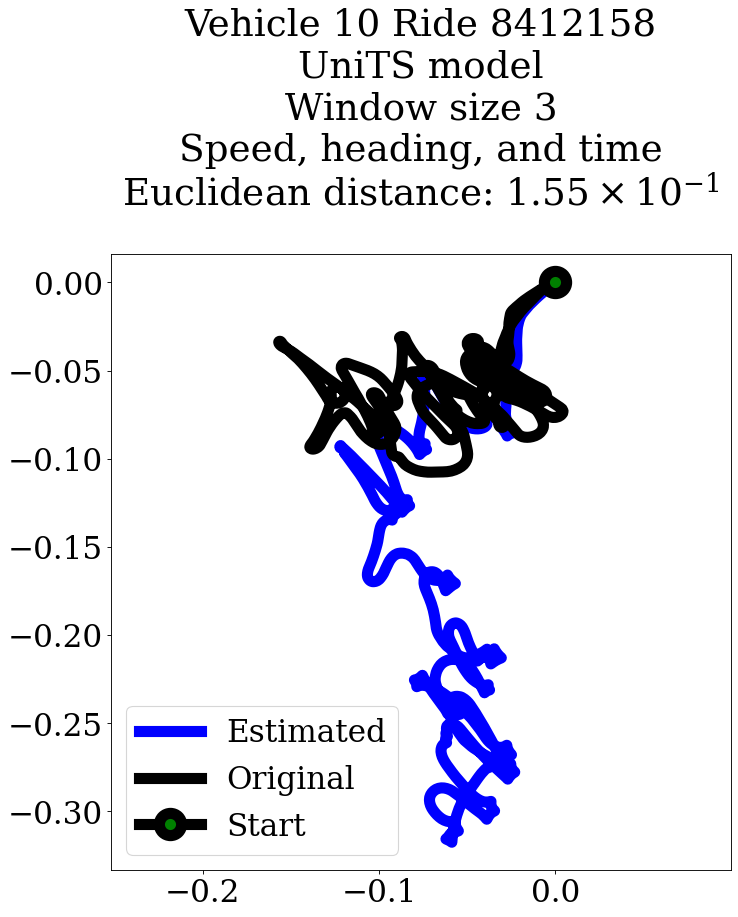 Vehicle 10 Ride 8412158
UniTS model
Window size 3
Speed, heading, and time
Euclidean distance: 1.55 × 10⁻¹
0.00
−0.05
−0.10
−0.15
−0.20
−0.25
−0.30
Estimated
Original
Start
−0.2 −0.1 0.0